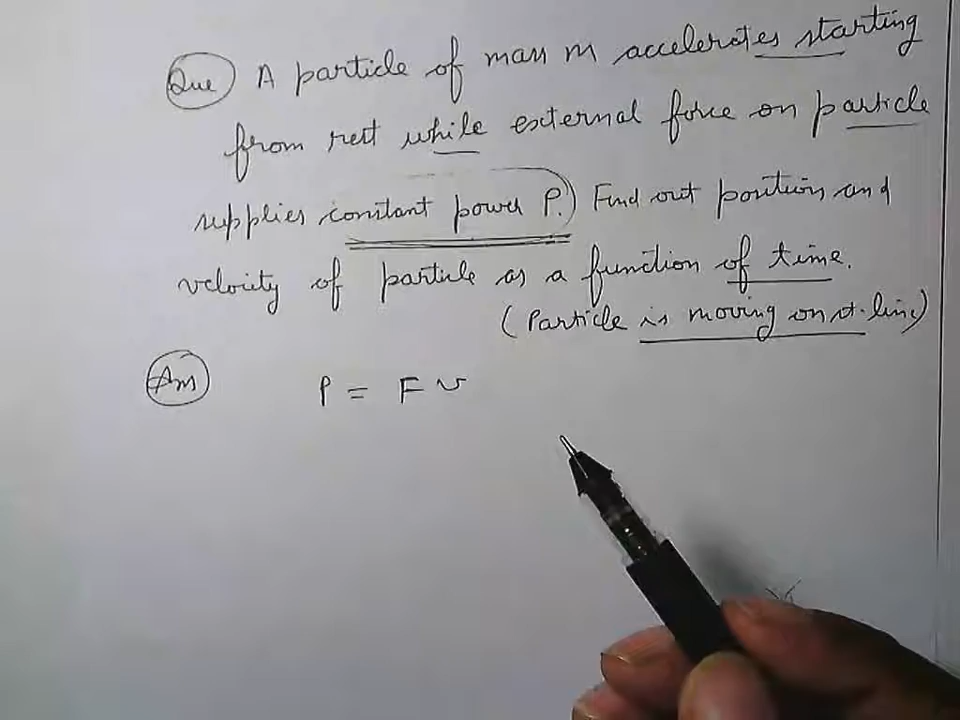 Que A particle of mass m accelerates starting
from rest while external force on particle
supplies constant power P. Find out position and
velocity of particle as a function of time.
(Particle is moving on st. line)
Ans P = Fv